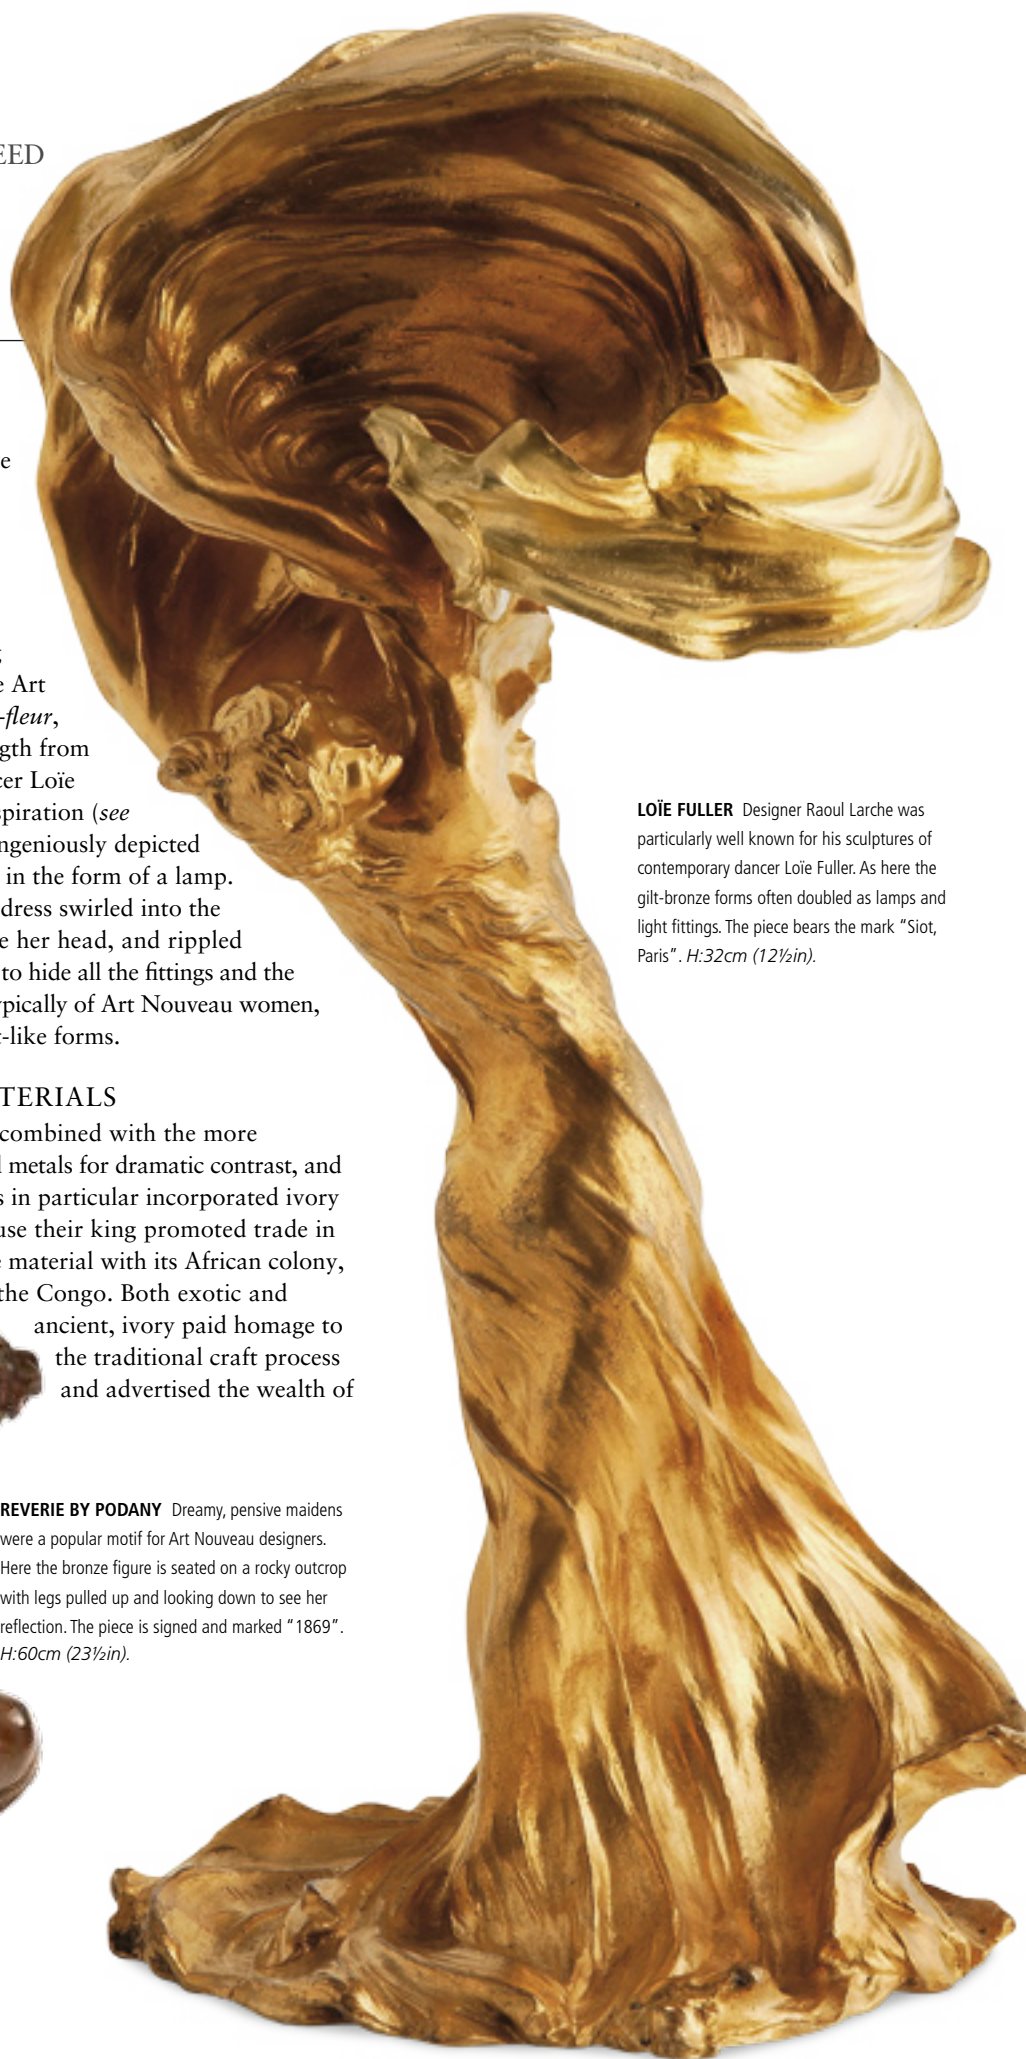 EED
e
;
e Art
-fleur,
gth from
cer Loïe
spiration (see
ngeniously depicted
in the form of a lamp.
dress swirled into the
e her head, and rippled
to hide all the fittings and the
ypically of Art Nouveau women,
t-like forms.
TERIALS
combined with the more
l metals for dramatic contrast, and
s in particular incorporated ivory
use their king promoted trade in
e material with its African colony,
the Congo. Both exotic and
ancient, ivory paid homage to
the traditional craft process
and advertised the wealth of
REVERIE BY PODANY Dreamy, pensive maidens
were a popular motif for Art Nouveau designers.
Here the bronze figure is seated on a rocky outcrop
with legs pulled up and looking down to see her
reflection. The piece is signed and marked “1869”.
H:60cm (23½in).
LOÏE FULLER Designer Raoul Larche was
particularly well known for his sculptures of
contemporary dancer Loïe Fuller. As here the
gilt-bronze forms often doubled as lamps and
light fittings. The piece bears the mark “Siot,
Paris”. H:32cm (12½in).